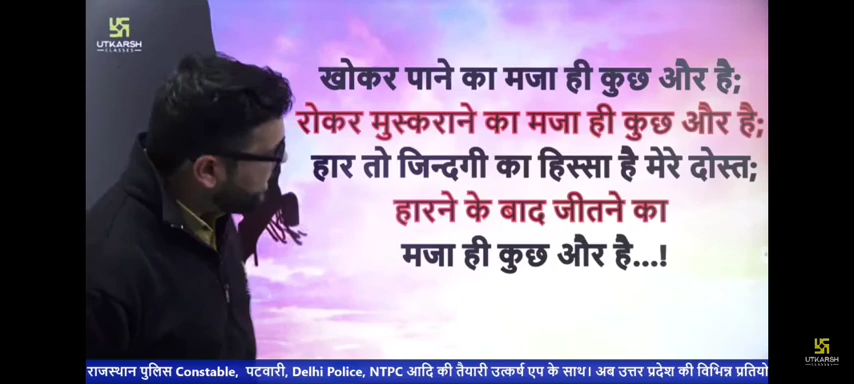 UTKARSH
CLASSES
खोकर पाने का मजा ही कुछ और है;
रोकर मुस्कराने का मजा ही कुछ और है;
हार तो जिन्दगी का हिस्सा है मेरे दोस्त;
हारने के बाद जीतने का
मजा ही कुछ और है...!
राजस्थान पुलिस Constable, पटवारी, Delhi Police, NTPC आदि की तैयारी उत्कर्ष एप के साथ। अब उत्तर प्रदेश की विभिन्न प्रतियो
UTKARSH
CLASSES